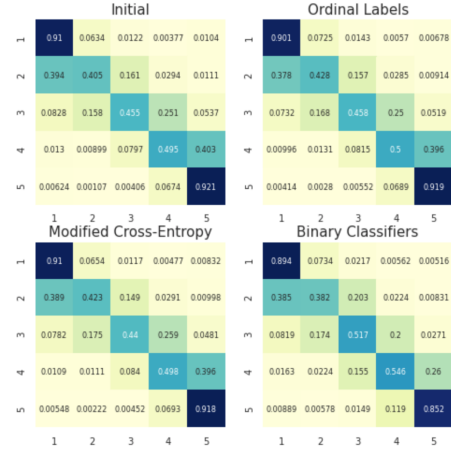 Initial
Ordinal Labels
1 0.91 0.0634 0.0122 0.00377 0.0104
1 0.901 0.0725 0.0143 0.0057 0.00678
2 0.394 0.405 0.161 0.0294 0.0111
2 0.378 0.428 0.157 0.0285 0.00914
3 0.0828 0.158 0.455 0.251 0.0537
3 0.0732 0.168 0.458 0.25 0.0519
4 0.013 0.00899 0.0797 0.495 0.403
4 0.00996 0.0131 0.0815 0.5 0.396
5 0.00624 0.00107 0.00406 0.0674 0.921
5 0.00414 0.0028 0.00552 0.0689 0.919
1 2 3 4 5
1 2 3 4 5
Modified Cross-Entropy
Binary Classifiers
1 0.91 0.0654 0.0117 0.00477 0.00832
1 0.894 0.0734 0.0217 0.00562 0.00516
2 0.389 0.423 0.149 0.0291 0.00998
2 0.385 0.382 0.203 0.0224 0.00831
3 0.0782 0.175 0.44 0.259 0.0481
3 0.0819 0.174 0.517 0.2 0.0271
4 0.0109 0.0111 0.084 0.498 0.396
4 0.0163 0.0224 0.155 0.546 0.26
5 0.00548 0.00222 0.00452 0.0693 0.918
5 0.00889 0.00578 0.0149 0.119 0.852
1 2 3 4 5
1 2 3 4 5